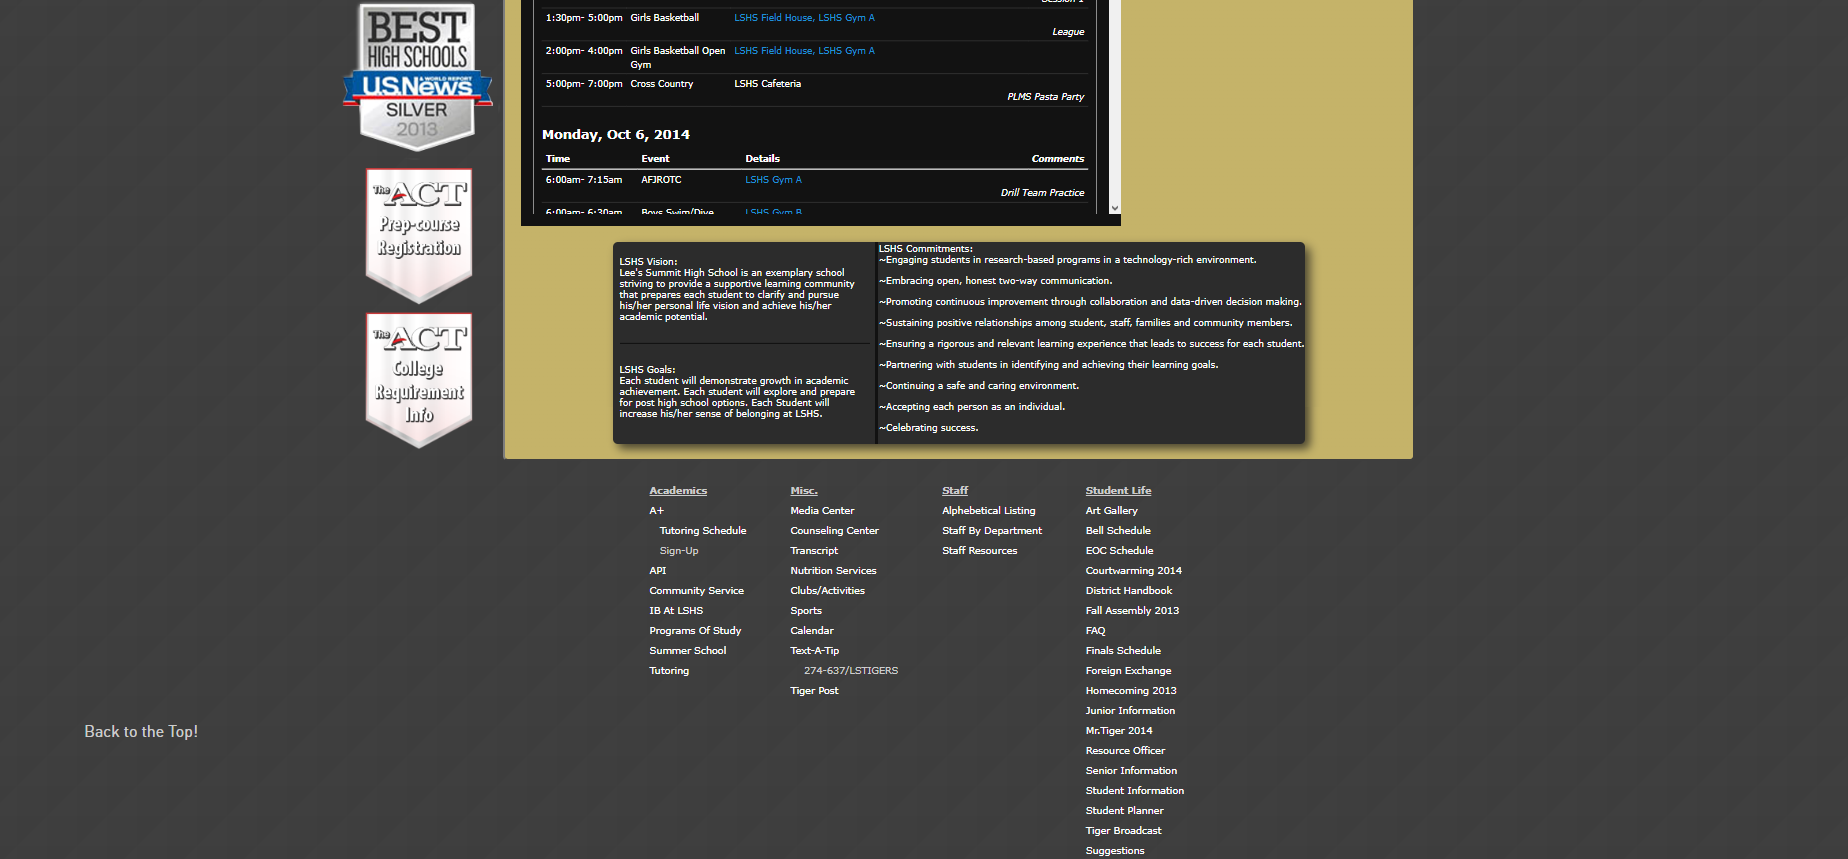 BEST
HIGH SCHOOLS
U.S.News
& WORLD REPORT
SILVER
2013
The ACT
Prep-course
Registration
The ACT
College
Requirement
Info
Session 1
1:30pm- 5:00pm Girls Basketball LSHS Field House, LSHS Gym A
League
2:00pm- 4:00pm Girls Basketball Open LSHS Field House, LSHS Gym A
Gym
5:00pm- 7:00pm Cross Country LSHS Cafeteria
PLMS Pasta Party
Monday, Oct 6, 2014
Time Event Details Comments
6:00am- 7:15am AFJROTC LSHS Gym A
Drill Team Practice
6:00am- 6:30am Boys Swim/Dive LSHS Gym B
LSHS Vision:
Lee's Summit High School is an exemplary school
striving to provide a supportive learning community
that prepares each student to clarify and pursue
his/her personal life vision and achieve his/her
academic potential.
LSHS Goals:
Each student will demonstrate growth in academic
achievement. Each student will explore and prepare
for post high school options. Each Student will
increase his/her sense of belonging at LSHS.
LSHS Commitments:
~Engaging students in research-based programs in a technology-rich environment.
~Embracing open, honest two-way communication.
~Promoting continuous improvement through collaboration and data-driven decision making.
~Sustaining positive relationships among student, staff, families and community members.
~Ensuring a rigorous and relevant learning experience that leads to success for each student.
~Partnering with students in identifying and achieving their learning goals.
~Continuing a safe and caring environment.
~Accepting each person as an individual.
~Celebrating success.
Academics
A+
Tutoring Schedule
Sign-Up
API
Community Service
IB At LSHS
Programs Of Study
Summer School
Tutoring
Misc.
Media Center
Counseling Center
Transcript
Nutrition Services
Clubs/Activities
Sports
Calendar
Text-A-Tip
274-637/LSTIGERS
Tiger Post
Staff
Alphebetical Listing
Staff By Department
Staff Resources
Student Life
Art Gallery
Bell Schedule
EOC Schedule
Courtwarming 2014
District Handbook
Fall Assembly 2013
FAQ
Finals Schedule
Foreign Exchange
Homecoming 2013
Junior Information
Mr.Tiger 2014
Resource Officer
Senior Information
Student Information
Student Planner
Tiger Broadcast
Suggestions
Back to the Top!